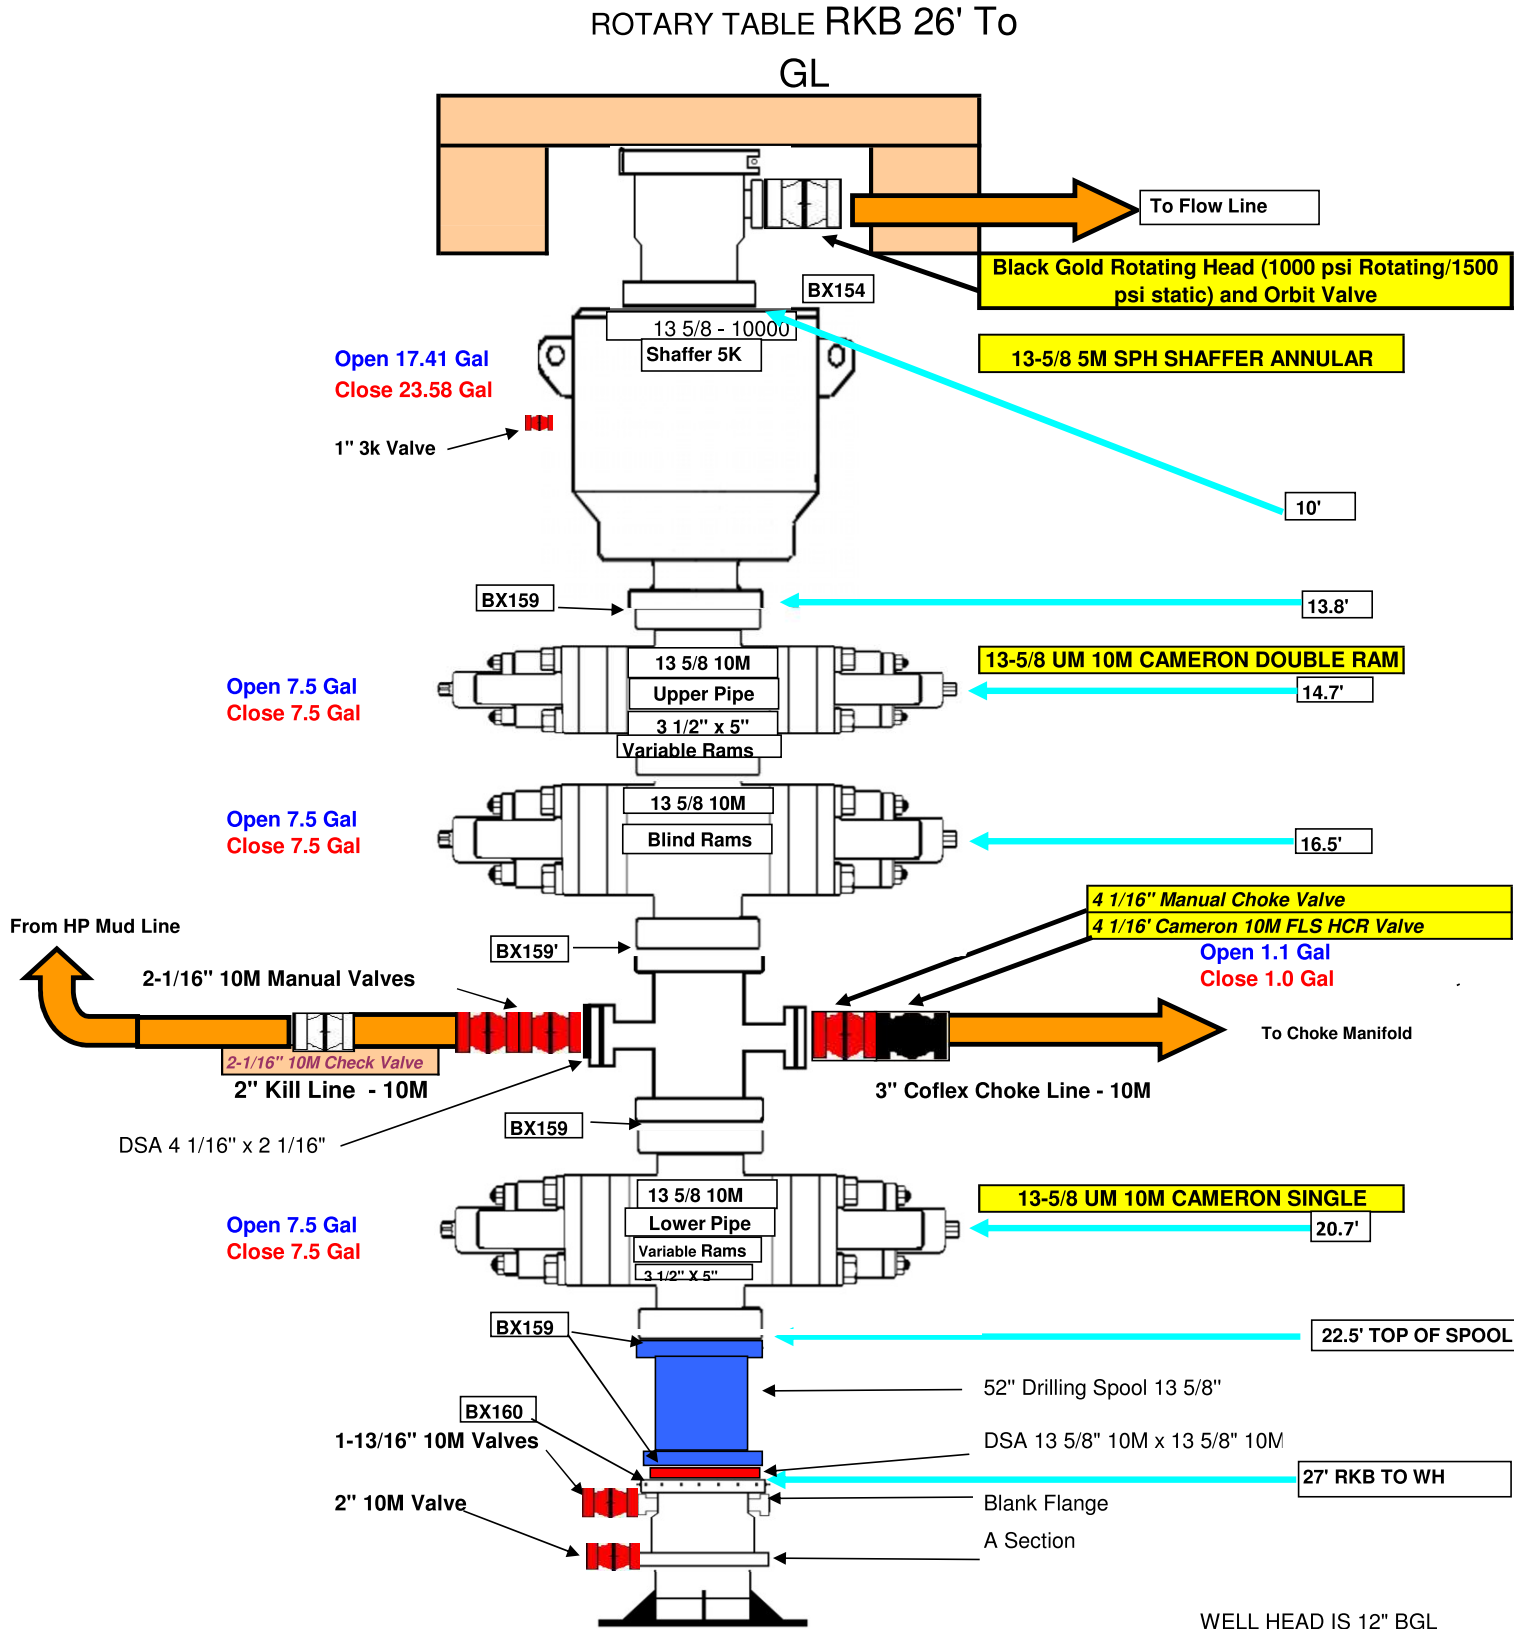 ROTARY TABLE RKB 26' To
GL
To Flow Line
Black Gold Rotating Head (1000 psi Rotating/1500
psi static) and Orbit Valve
BX154
13 5/8 - 10000
Shaffer 5K
Open 17.41 Gal
Close 23.58 Gal
13-5/8 5M SPH SHAFFER ANNULAR
1" 3k Valve
10'
BX159
13.8'
13 5/8 10M
Upper Pipe
3 1/2" x 5"
Variable Rams
13-5/8 UM 10M CAMERON DOUBLE RAM
Open 7.5 Gal
Close 7.5 Gal
14.7'
13 5/8 10M
Blind Rams
Open 7.5 Gal
Close 7.5 Gal
16.5'
4 1/16" Manual Choke Valve
4 1/16' Cameron 10M FLS HCR Valve
Open 1.1 Gal
Close 1.0 Gal
From HP Mud Line
BX159'
2-1/16" 10M Manual Valves
To Choke Manifold
2-1/16" 10M Check Valve
2" Kill Line - 10M
3" Coflex Choke Line - 10M
BX159
DSA 4 1/16" x 2 1/16"
13 5/8 10M
Lower Pipe
Variable Rams
3 1/2" X 5"
13-5/8 UM 10M CAMERON SINGLE
Open 7.5 Gal
Close 7.5 Gal
20.7'
BX159
22.5' TOP OF SPOOL
52" Drilling Spool 13 5/8"
BX160
1-13/16" 10M Valves
DSA 13 5/8" 10M x 13 5/8" 10M
27' RKB TO WH
2" 10M Valve
Blank Flange
A Section
WELL HEAD IS 12" BGL